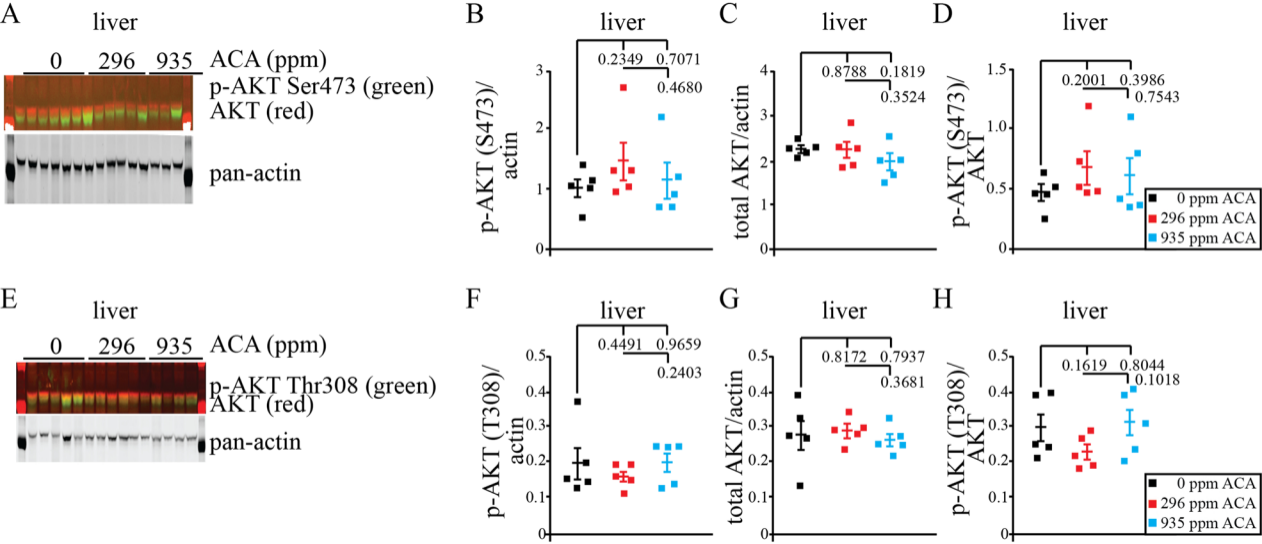 A
liver
0 296 935 ACA (ppm)
p-AKT Ser473 (green)
AKT (red)
pan-actin
B
liver
0.2349 0.7071
0.4680
p-AKT (S473)/
actin
3
2
1
0
C
liver
0.8788 0.1819
0.3524
total AKT/actin
4
3
2
1
0
D
liver
0.2001 0.3986
0.7543
p-AKT (S473)/
AKT
1.5
1.0
0.5
0
0 ppm ACA
296 ppm ACA
935 ppm ACA
E
liver
0 296 935 ACA (ppm)
p-AKT Thr308 (green)
AKT (red)
pan-actin
F
liver
0.4491 0.9659
0.2403
p-AKT (T308)/
actin
0.5
0.4
0.3
0.2
0.1
0
G
liver
0.8172 0.7937
0.3681
total AKT/actin
0.5
0.4
0.3
0.2
0.1
0
H
liver
0.1619 0.8044
0.1018
p-AKT (T308)/
AKT
0.5
0.4
0.3
0.2
0.1
0
0 ppm ACA
296 ppm ACA
935 ppm ACA